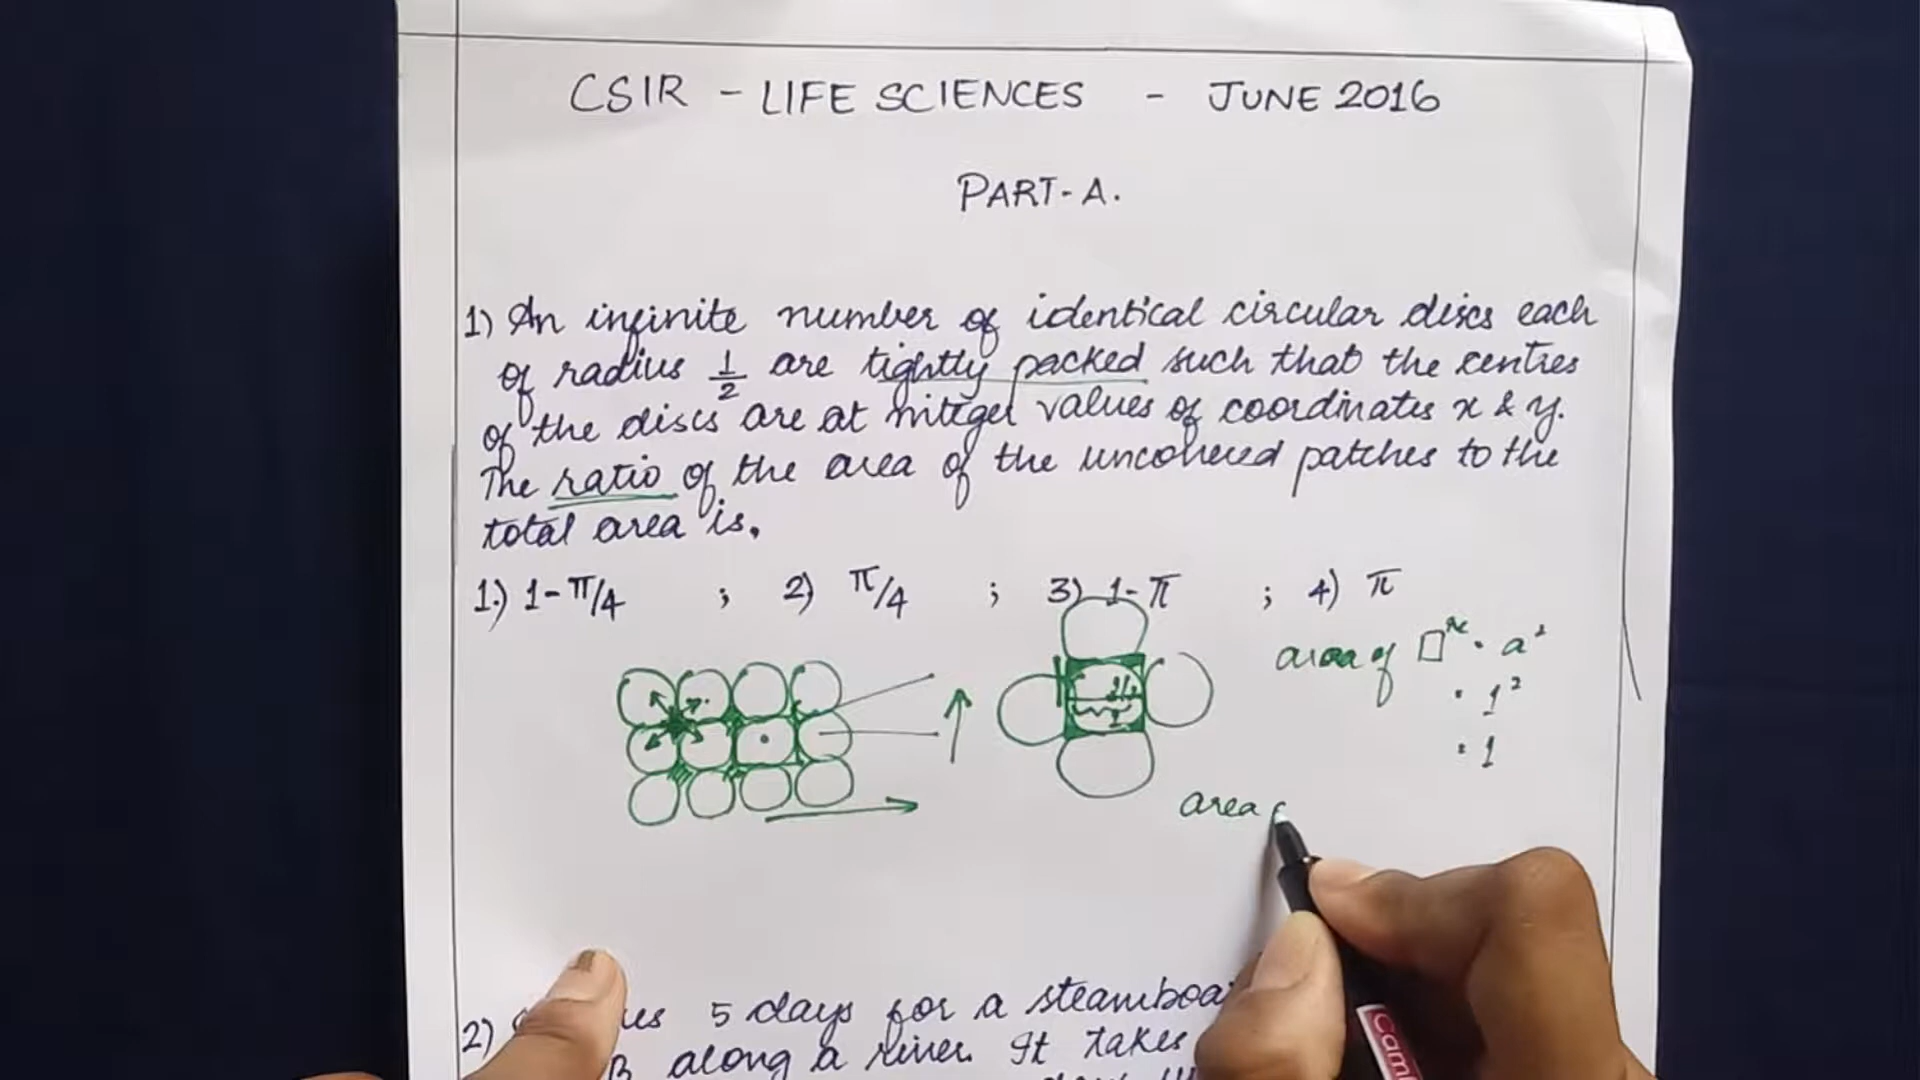 CSIR - LIFE SCIENCES - JUNE 2016
PART-A.
1) An infinite number of identical circular discs each
of radius 1/2 are tightly packed such that the centres
of the discs are at integer values of coordinates x & y.
The ratio of the area of the uncovered patches to the
total area is.
1.) 1-π/4 ; 2) π/4 ; 3) 1-π ; 4) π
area of □ = a²
= 1²
= 1
area
2) 5 days for a steamboat
B along a river. It takes
Cam